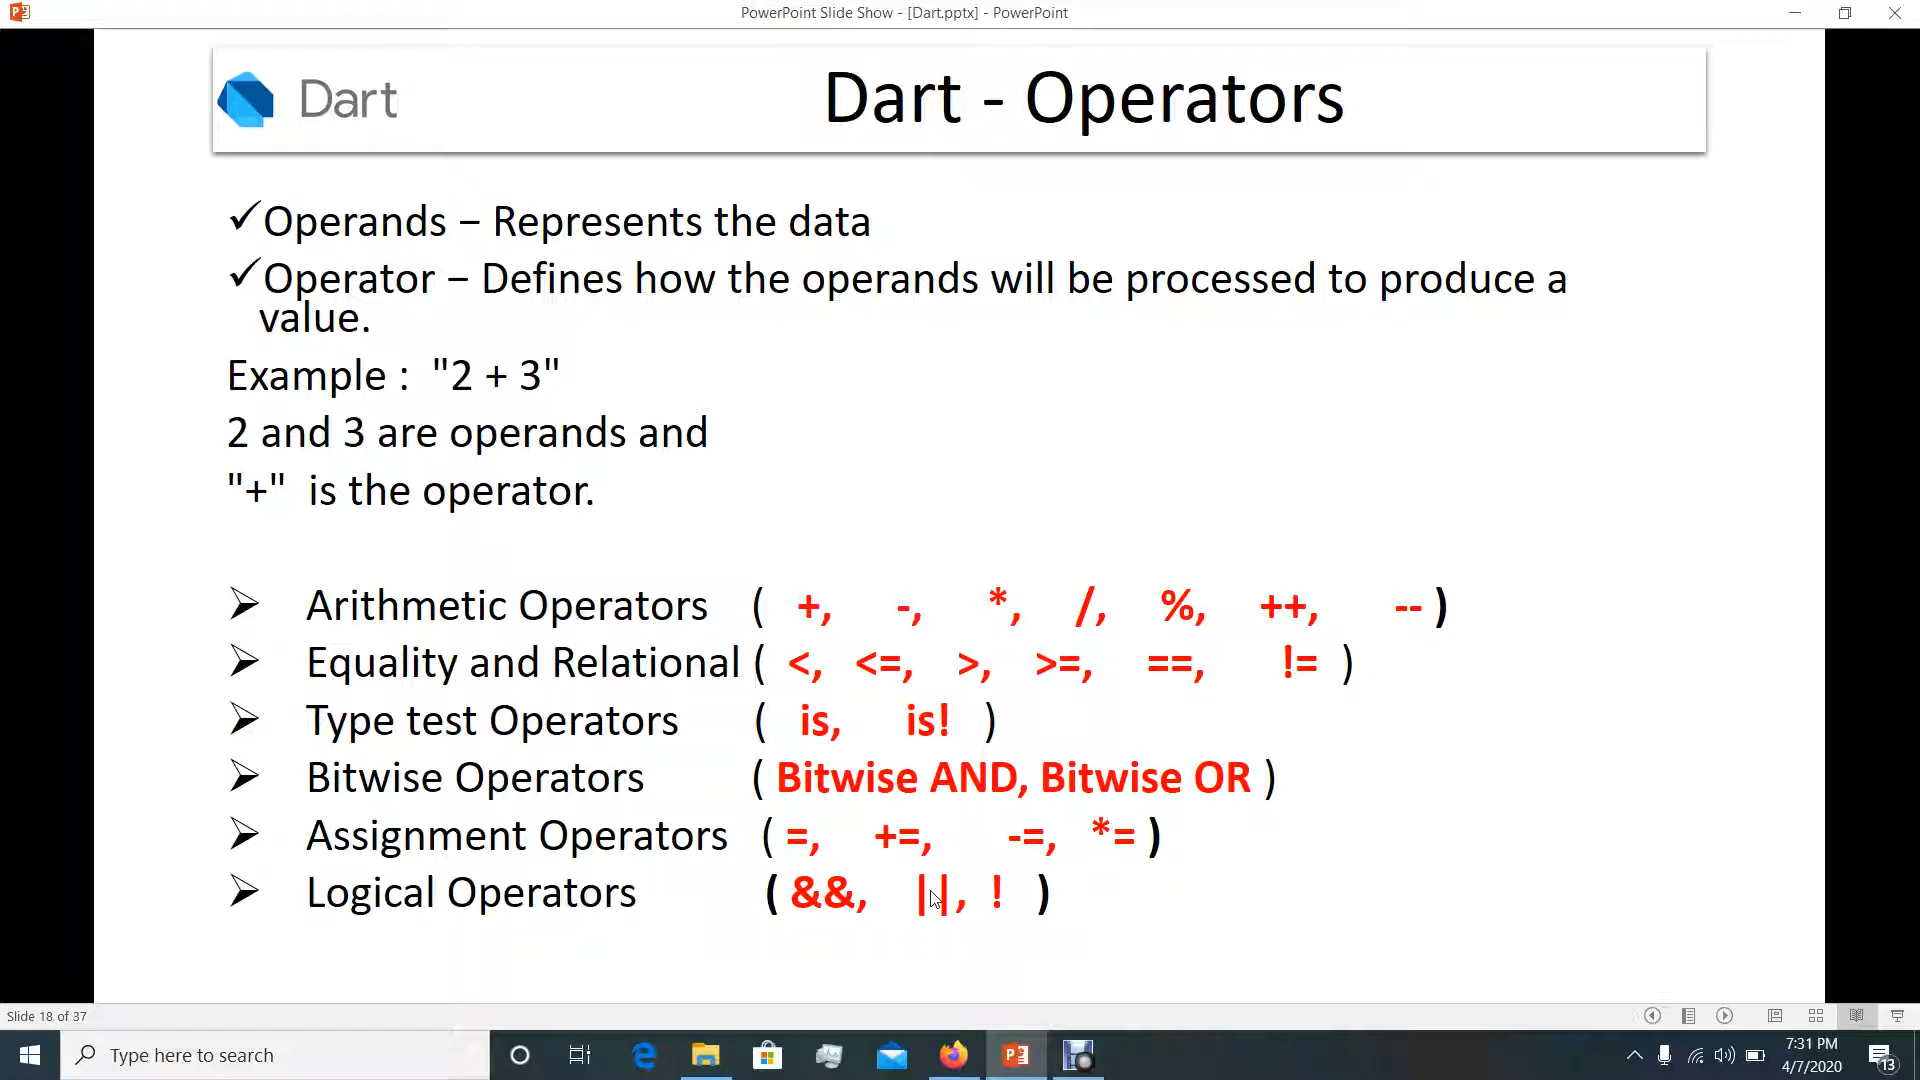 PowerPoint Slide Show - [Dart.pptx] - PowerPoint
Dart
Dart - Operators
✓Operands – Represents the data
✓Operator – Defines how the operands will be processed to produce a
value.
Example : "2 + 3"
2 and 3 are operands and
"+" is the operator.
➢ Arithmetic Operators ( +, -, *, /, %, ++, -- )
➢ Equality and Relational ( <, <=, >, >=, ==, != )
➢ Type test Operators ( is, is! )
➢ Bitwise Operators ( Bitwise AND, Bitwise OR )
➢ Assignment Operators ( =, +=, -=, *= )
➢ Logical Operators ( &&, ||, ! )
Slide 18 of 37
Type here to search
7:31 PM
4/7/2020
13